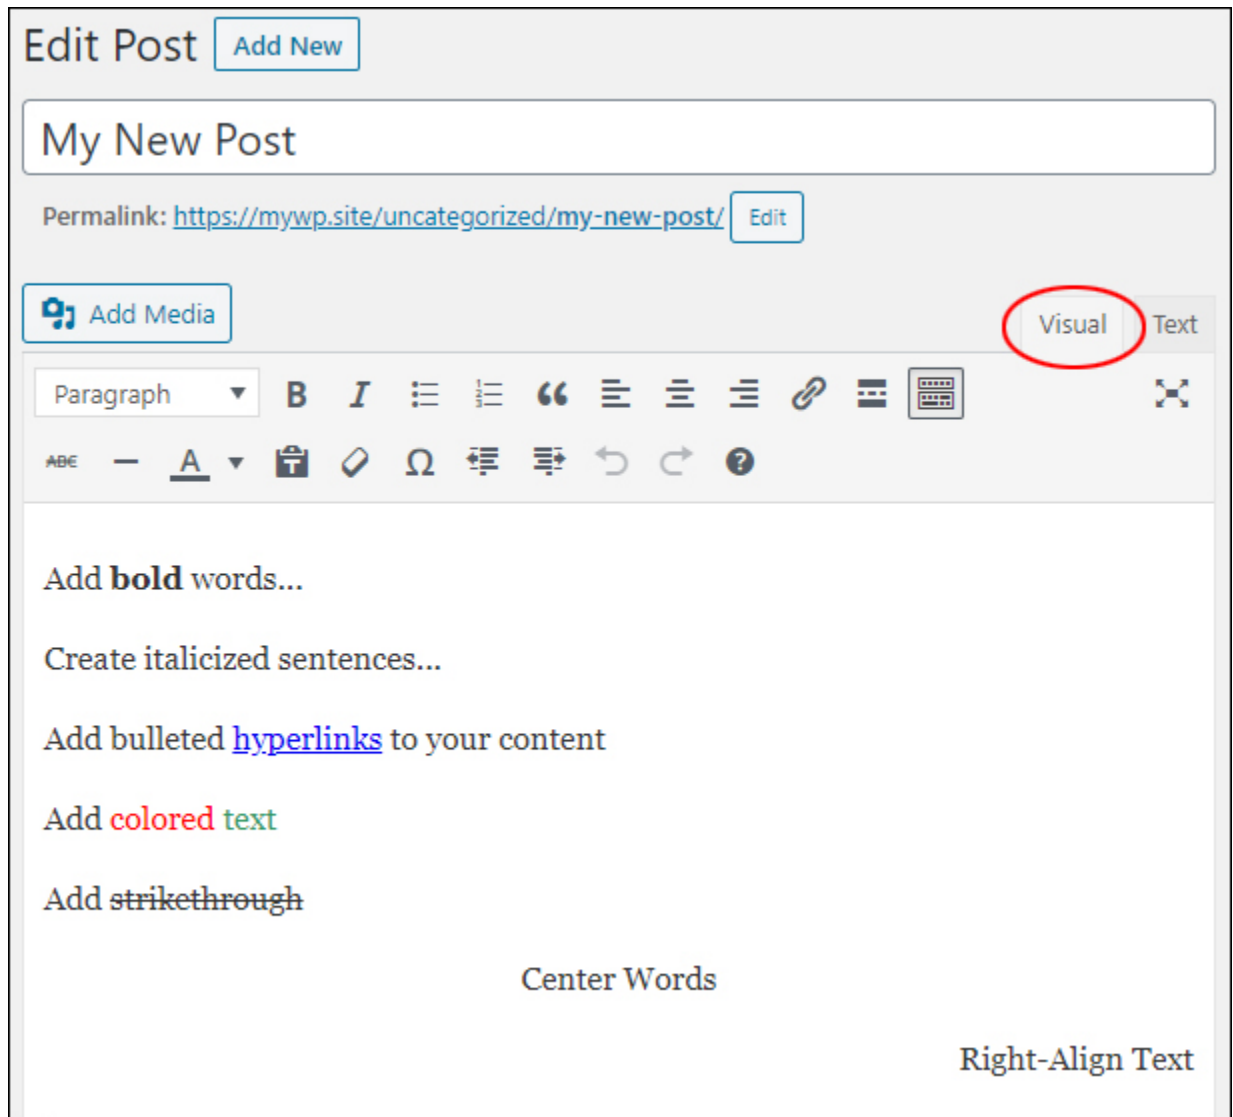 Edit Post Add New
My New Post
Permalink: https://mywp.site/uncategorized/my-new-post/ Edit
Add Media Visual Text
Paragraph B I
ABC A T Ω ?
Add bold words...
Create italicized sentences...
Add bulleted hyperlinks to your content
Add colored text
Add strikethrough
Center Words
Right-Align Text